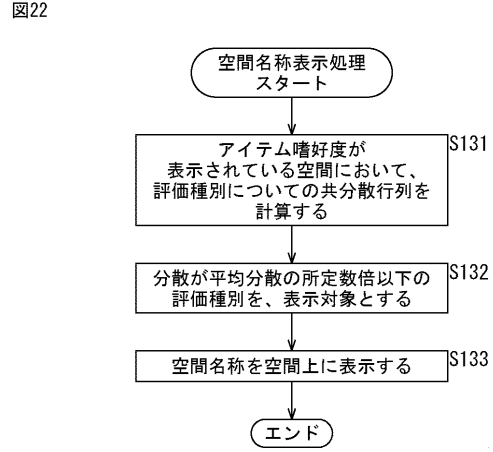 図22
空間名称表示処理
スタート
アイテム嗜好度が
表示されている空間において、
評価種別についての共分散行列を
計算する
S131
分散が平均分散の所定数倍以下の
評価種別を、表示対象とする
S132
空間名称を空間上に表示する
S133
エンド